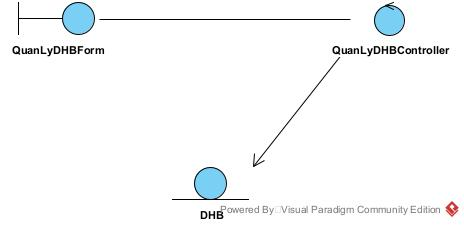 QuanLyDHBForm
QuanLyDHBController
DHB
Powered By Visual Paradigm Community Edition